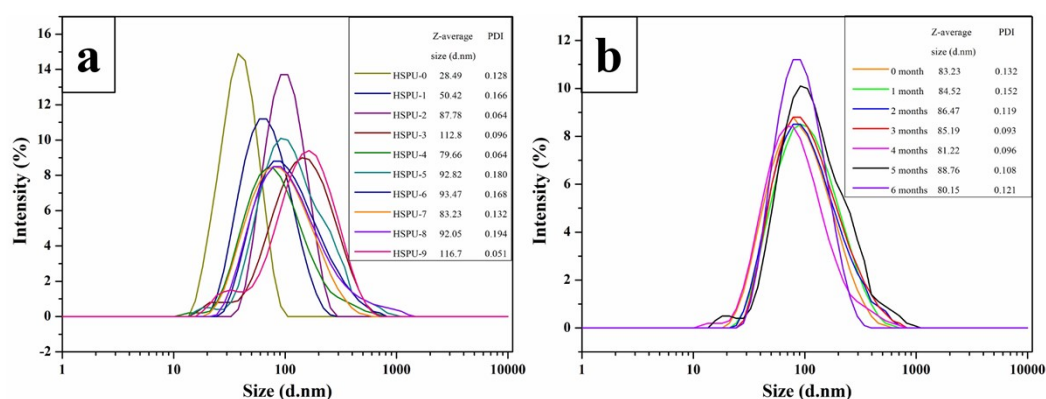 a
Z-average PDI
size (d.nm)
HSPU-0 28.49 0.128
HSPU-1 50.42 0.166
HSPU-2 87.78 0.064
HSPU-3 112.8 0.096
HSPU-4 79.66 0.064
HSPU-5 92.82 0.180
HSPU-6 93.47 0.168
HSPU-7 83.23 0.132
HSPU-8 92.05 0.194
HSPU-9 116.7 0.051
16
14
12
10
8
6
4
2
0
-2
Intensity (%)
1 10 100 1000 10000
Size (d.nm)
b
Z-average PDI
size (d.nm)
0 month 83.23 0.132
1 month 84.52 0.152
2 months 86.47 0.119
3 months 85.19 0.093
4 months 81.22 0.096
5 months 88.76 0.108
6 months 80.15 0.121
12
10
8
6
4
2
0
Intensity (%)
1 10 100 1000 10000
Size (d.nm)